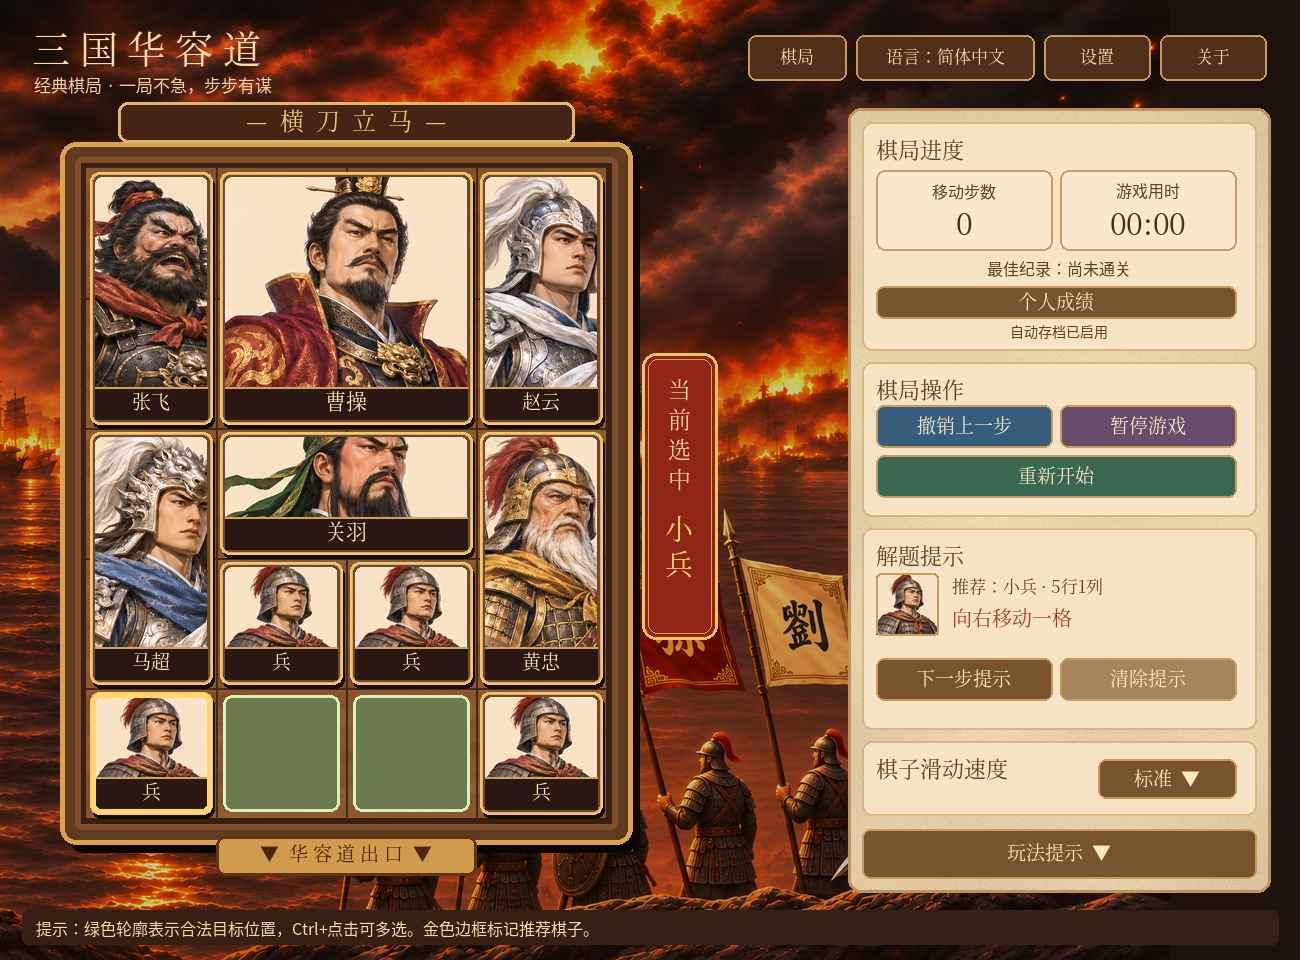 三国华容道
经典棋局 · 一局不急，步步有谋
棋局
语言：简体中文
设置
关于
— 横刀立马 —
张飞
曹操
赵云
马超
关羽
黄忠
兵
兵
兵
兵
▼ 华容道出口 ▼
当前选中 小兵
劉
棋局进度
移动步数
0
游戏用时
00:00
最佳纪录：尚未通关
个人成绩
自动存档已启用
棋局操作
撤销上一步
暂停游戏
重新开始
解题提示
推荐：小兵 · 5行1列
向右移动一格
下一步提示
清除提示
棋子滑动速度
标准 ▼
玩法提示 ▼
提示：绿色轮廓表示合法目标位置，Ctrl+点击可多选。金色边框标记推荐棋子。